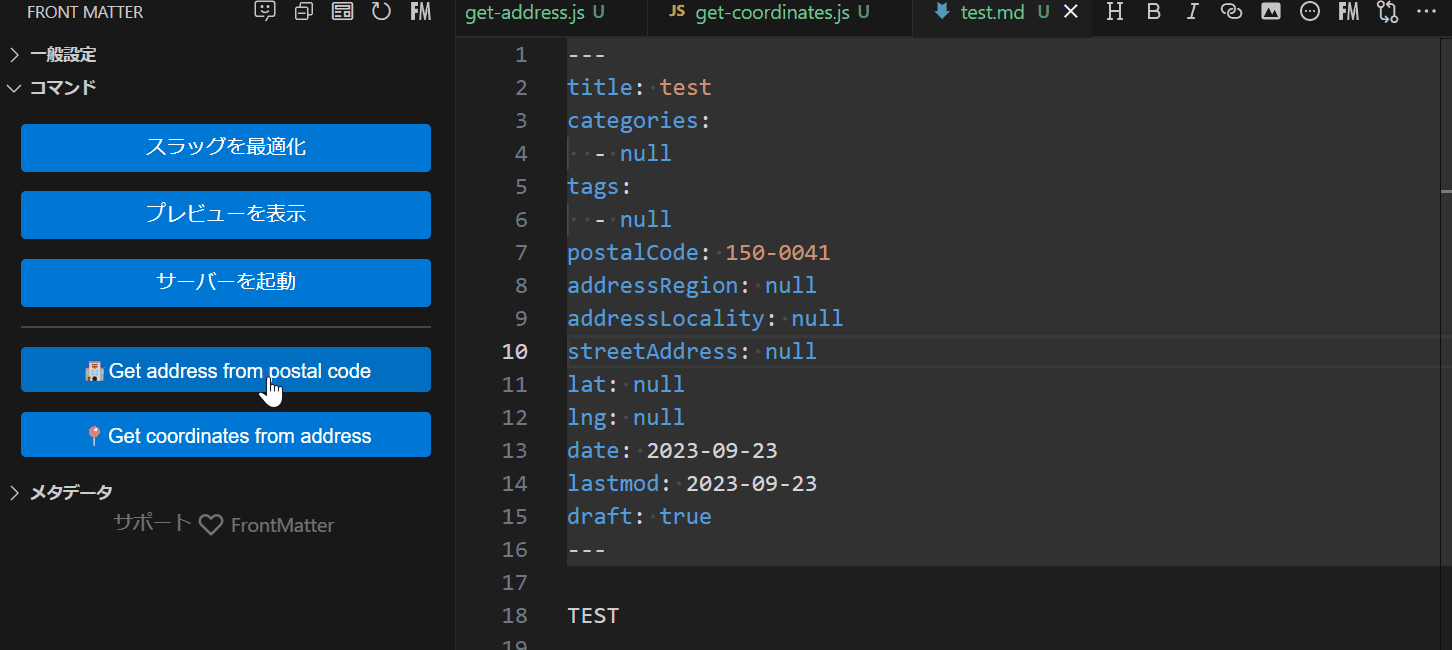 FRONT MATTER
FM
一般設定
コマンド
スラッグを最適化
プレビューを表示
サーバーを起動
Get address from postal code
Get coordinates from address
メタデータ
サポート FrontMatter
get-address.js U
JS get-coordinates.js U
test.md U
H B I FM
1 ---
2 title: test
3 categories:
4 - null
5 tags:
6 - null
7 postalCode: 150-0041
8 addressRegion: null
9 addressLocality: null
10 streetAddress: null
11 lat: null
12 lng: null
13 date: 2023-09-23
14 lastmod: 2023-09-23
15 draft: true
16 ---
17
18 TEST
19